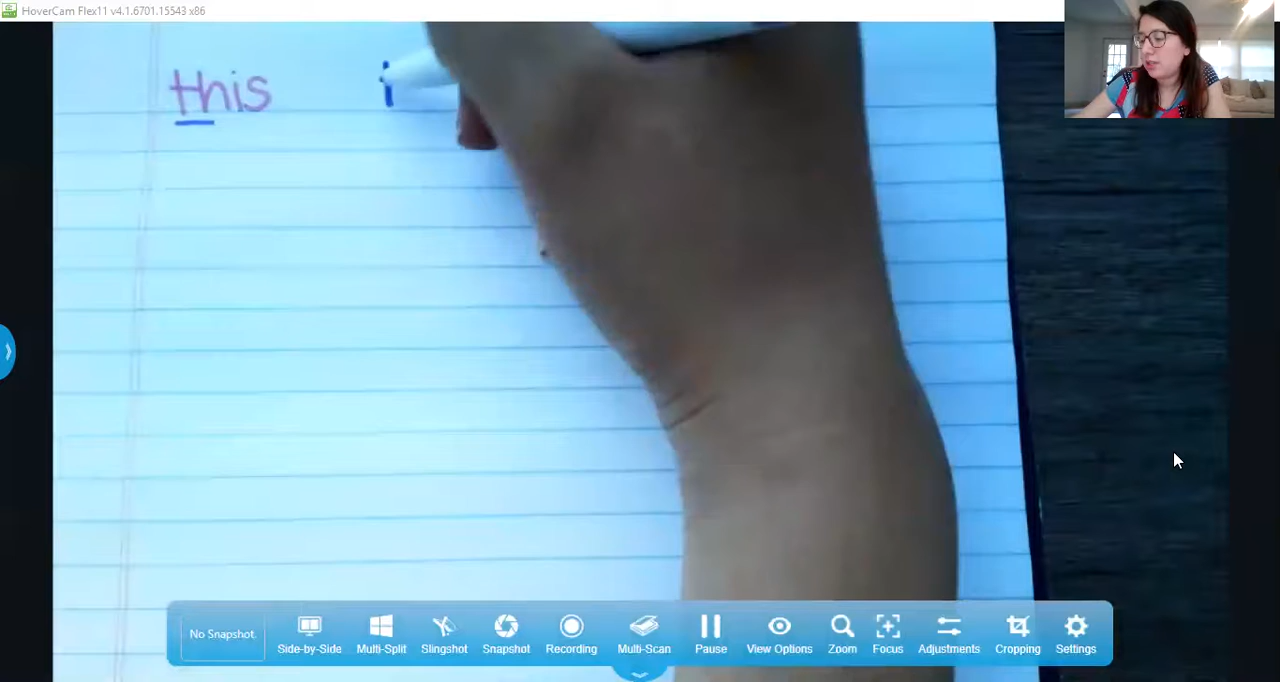 HoverCam Flex11 v4.1.6701.15543 x86
this
No Snapshot.
Side-by-Side
Multi-Split
Slingshot
Snapshot
Recording
Multi-Scan
Pause
View Options
Zoom
Focus
Adjustments
Cropping
Settings